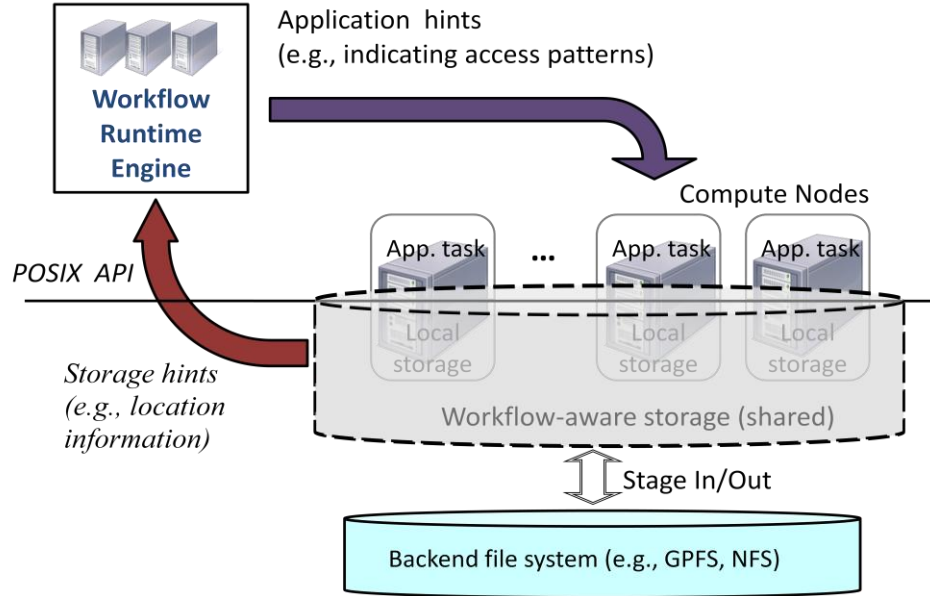 Application hints
(e.g., indicating access patterns)
Workflow
Runtime
Engine
Compute Nodes
App. task
...
App. task
App. task
POSIX API
Local
storage
Local
storage
Local
storage
Storage hints
(e.g., location
information)
Workflow-aware storage (shared)
Stage In/Out
Backend file system (e.g., GPFS, NFS)